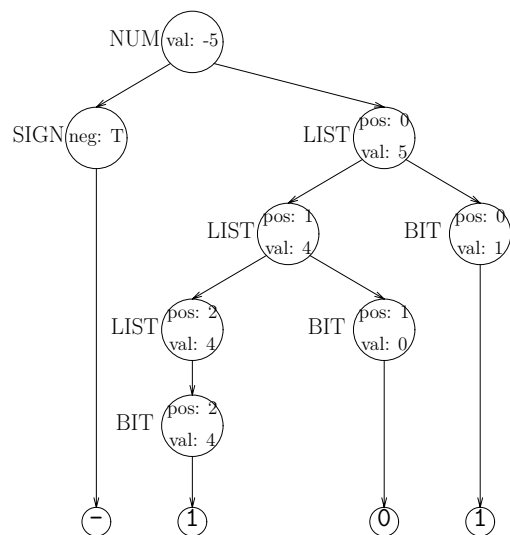 NUM val: -5
SIGN neg: T
LIST pos: 0
val: 5
LIST pos: 1
val: 4
BIT pos: 0
val: 1
LIST pos: 2
val: 4
BIT pos: 1
val: 0
BIT pos: 2
val: 4
- 1 0 1